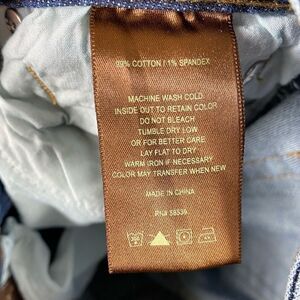 99% COTTON / 1% SPANDEX
MACHINE WASH COLD
INSIDE OUT TO RETAIN COLOR
DO NOT BLEACH
TUMBLE DRY LOW
OR FOR BETTER CARE
LAY FLAT TO DRY
WARM IRON IF NECESSARY
COLOR MAY TRANSFER WHEN NEW
MADE IN CHINA
RN# 58539